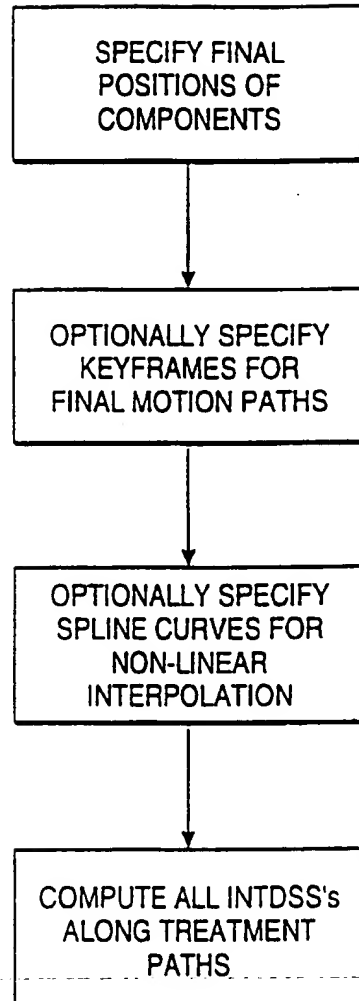 SPECIFY FINAL
POSITIONS OF
COMPONENTS
OPTIONALLY SPECIFY
KEYFRAMES FOR
FINAL MOTION PATHS
OPTIONALLY SPECIFY
SPLINE CURVES FOR
NON-LINEAR
INTERPOLATION
COMPUTE ALL INTDSS's
ALONG TREATMENT
PATHS